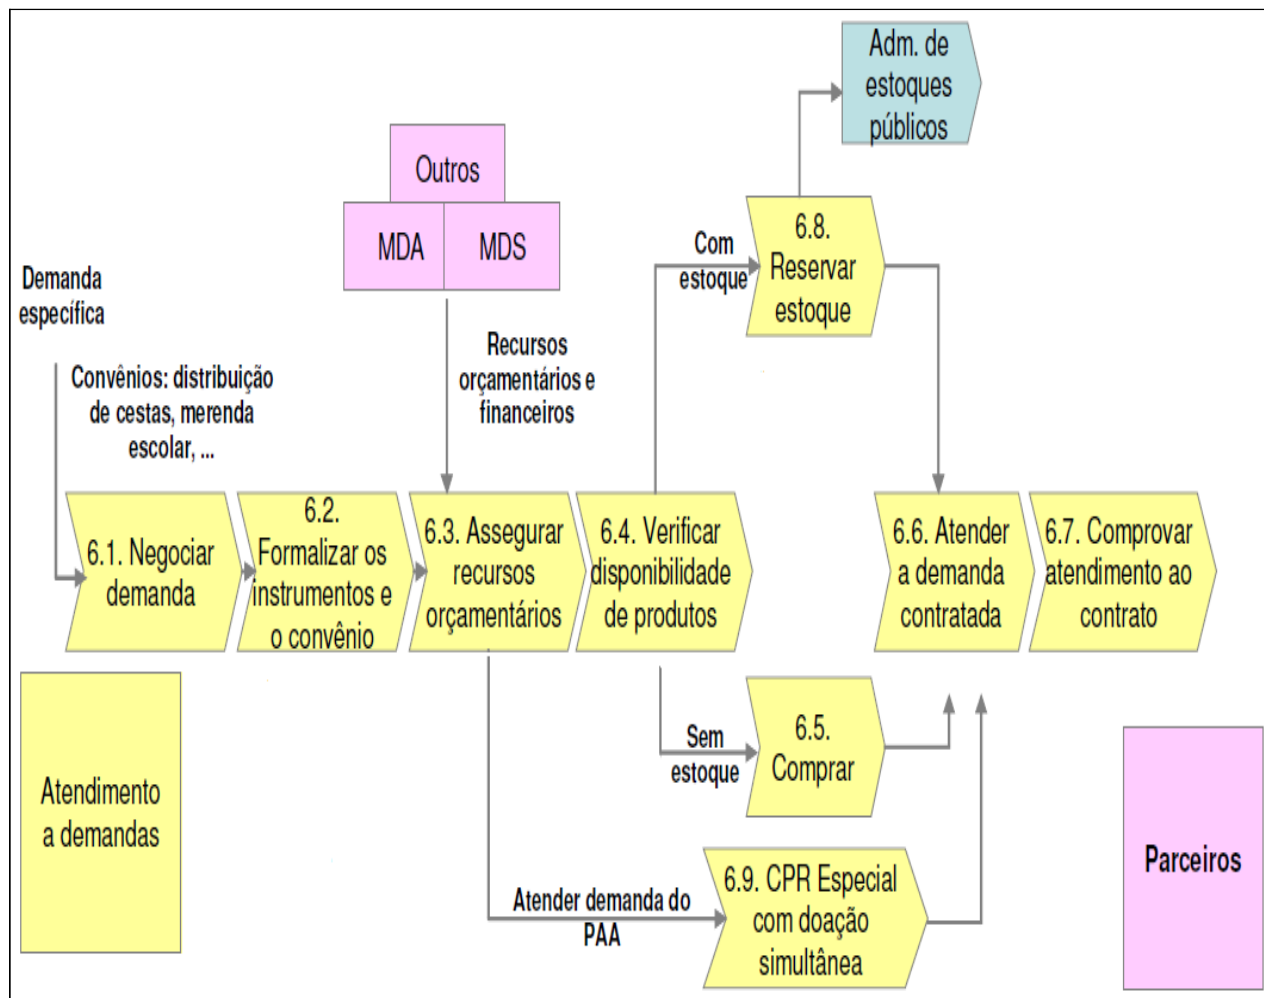 Adm. de
estoques
públicos
Outros
MDA
MDS
Com
estoque
6.8.
Reservar
estoque
Demanda
específica
Convênios: distribuição
de cestas, merenda
escolar, ...
Recursos
orçamentários e
financeiros
6.1. Negociar
demanda
6.2.
Formalizar os
instrumentos e
o convênio
6.3. Assegurar
recursos
orçamentários
6.4. Verificar
disponibilidade
de produtos
6.6. Atender
a demanda
contratada
6.7. Comprovar
atendimento ao
contrato
Sem
estoque
6.5.
Comprar
Atendimento
a demandas
Atender demanda do
PAA
6.9. CPR Especial
com doação
simultânea
Parceiros